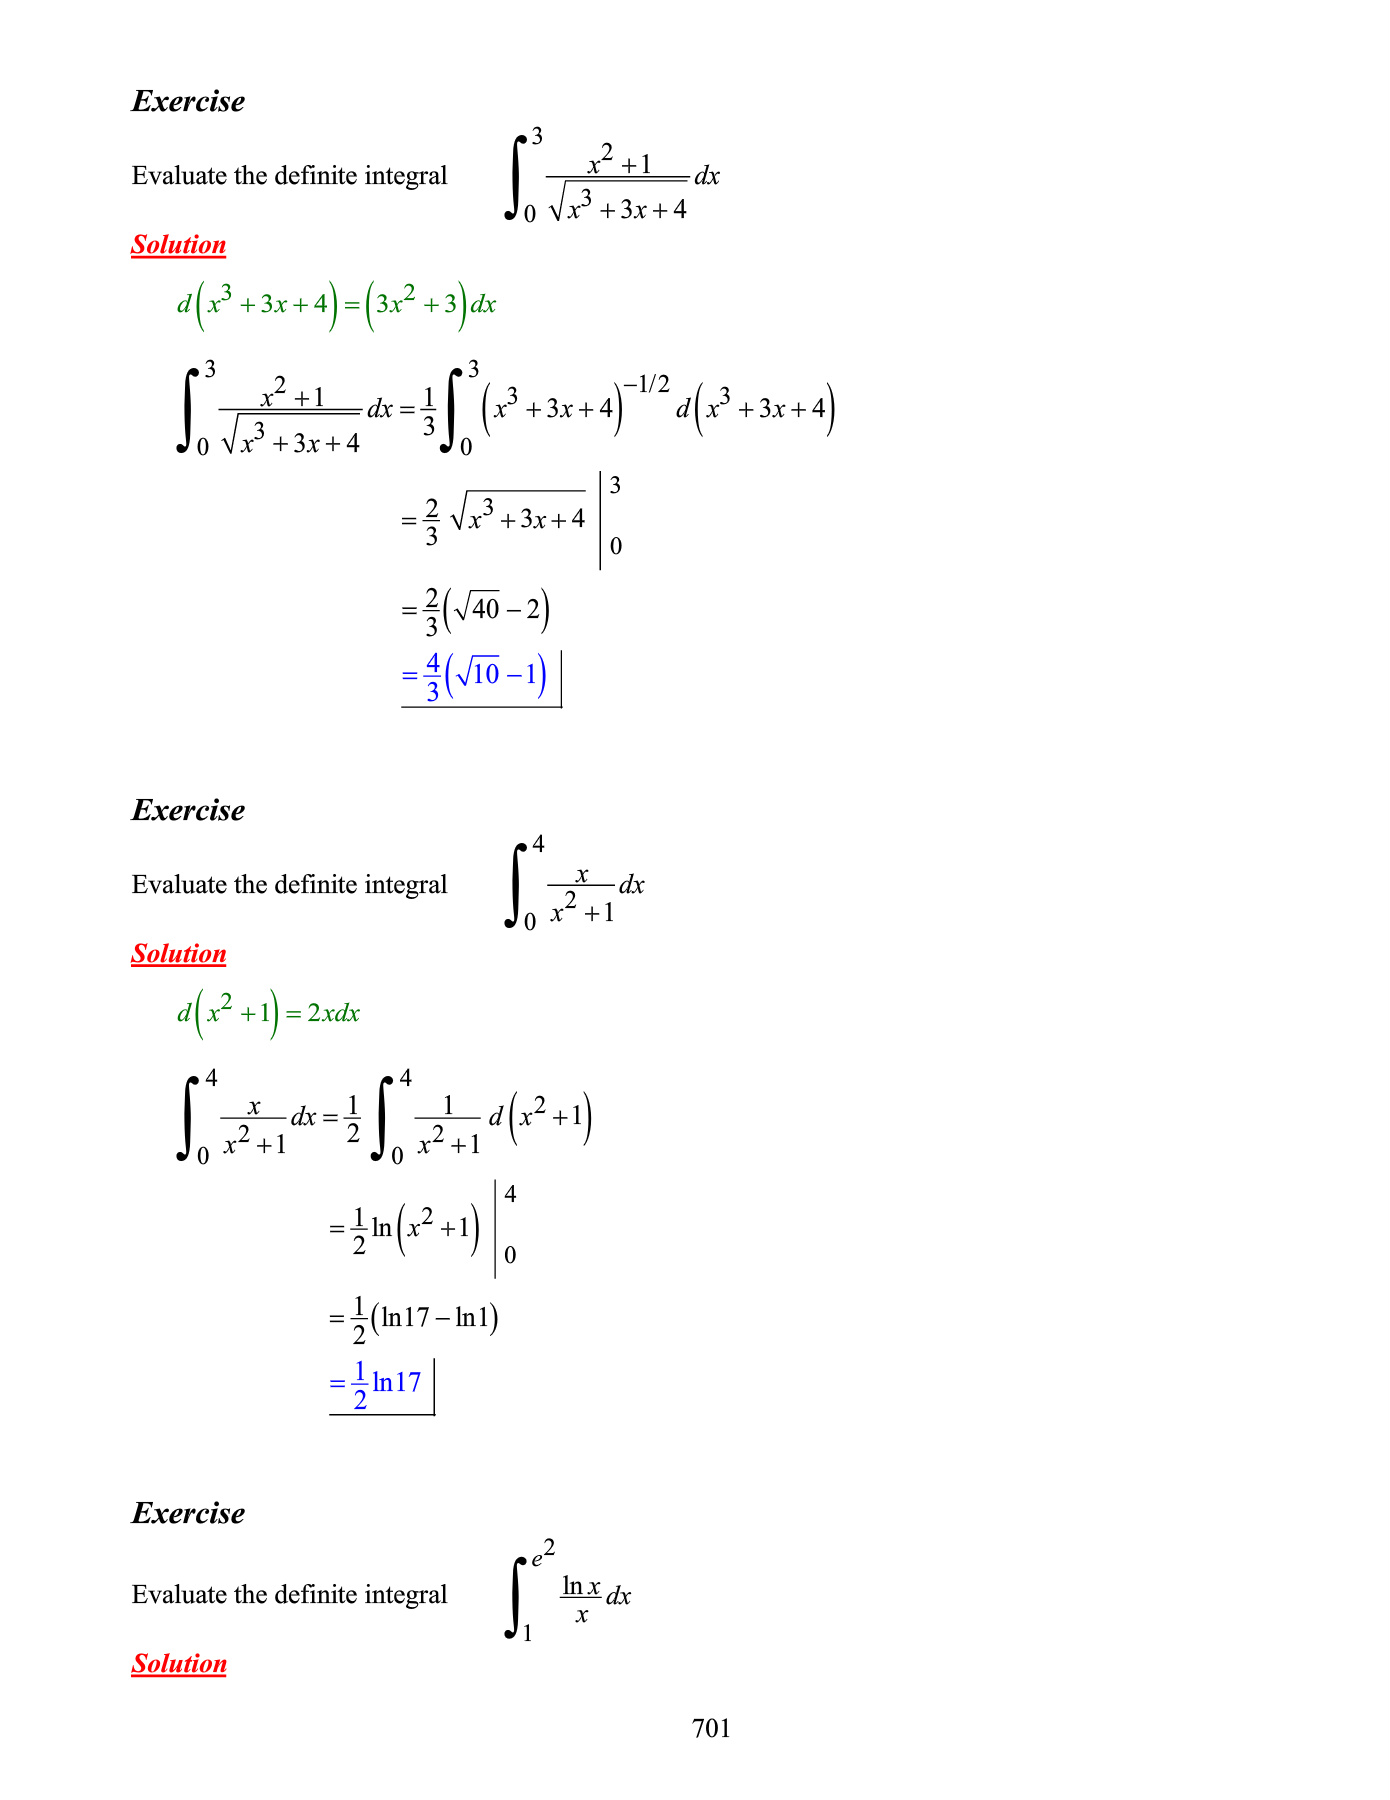 Exercise
Evaluate the definite integral $\int_0^3 \frac{x^2+1}{\sqrt{x^3+3x+4}}dx$
Solution
$d\left(x^3+3x+4\right)=\left(3x^2+3\right)dx$
$\int_0^3 \frac{x^2+1}{\sqrt{x^3+3x+4}}dx=\frac{1}{3}\int_0^3 \left(x^3+3x+4\right)^{-1/2}d\left(x^3+3x+4\right)$
$=\frac{2}{3}\sqrt{x^3+3x+4}\Big|_0^3$
$=\frac{2}{3}\left(\sqrt{40}-2\right)$
$=\frac{4}{3}\left(\sqrt{10}-1\right)$
Exercise
Evaluate the definite integral $\int_0^4 \frac{x}{x^2+1}dx$
Solution
$d\left(x^2+1\right)=2xdx$
$\int_0^4 \frac{x}{x^2+1}dx=\frac{1}{2}\int_0^4 \frac{1}{x^2+1}d\left(x^2+1\right)$
$=\frac{1}{2}\ln\left(x^2+1\right)\Big|_0^4$
$=\frac{1}{2}\left(\ln 17-\ln 1\right)$
$=\frac{1}{2}\ln 17$
Exercise
Evaluate the definite integral $\int_1^{e^2} \frac{\ln x}{x}dx$
Solution
701